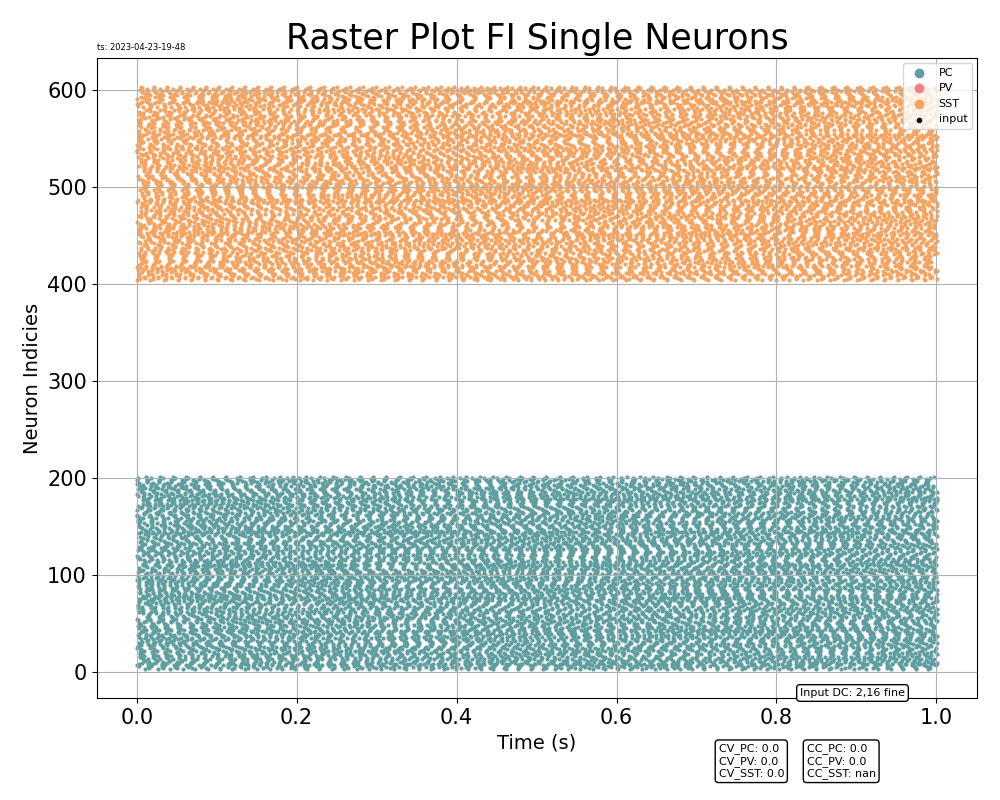 Raster Plot FI Single Neurons
ts: 2023-04-23-19-48
PC
PV
SST
input
600
500
400
300
200
100
0
Neuron Indicies
0.0 0.2 0.4 0.6 0.8 1.0
Time (s)
Input DC: 2,16 fine
CV_PC: 0.0
CV_PV: 0.0
CV_SST: 0.0
CC_PC: 0.0
CC_PV: 0.0
CC_SST: nan